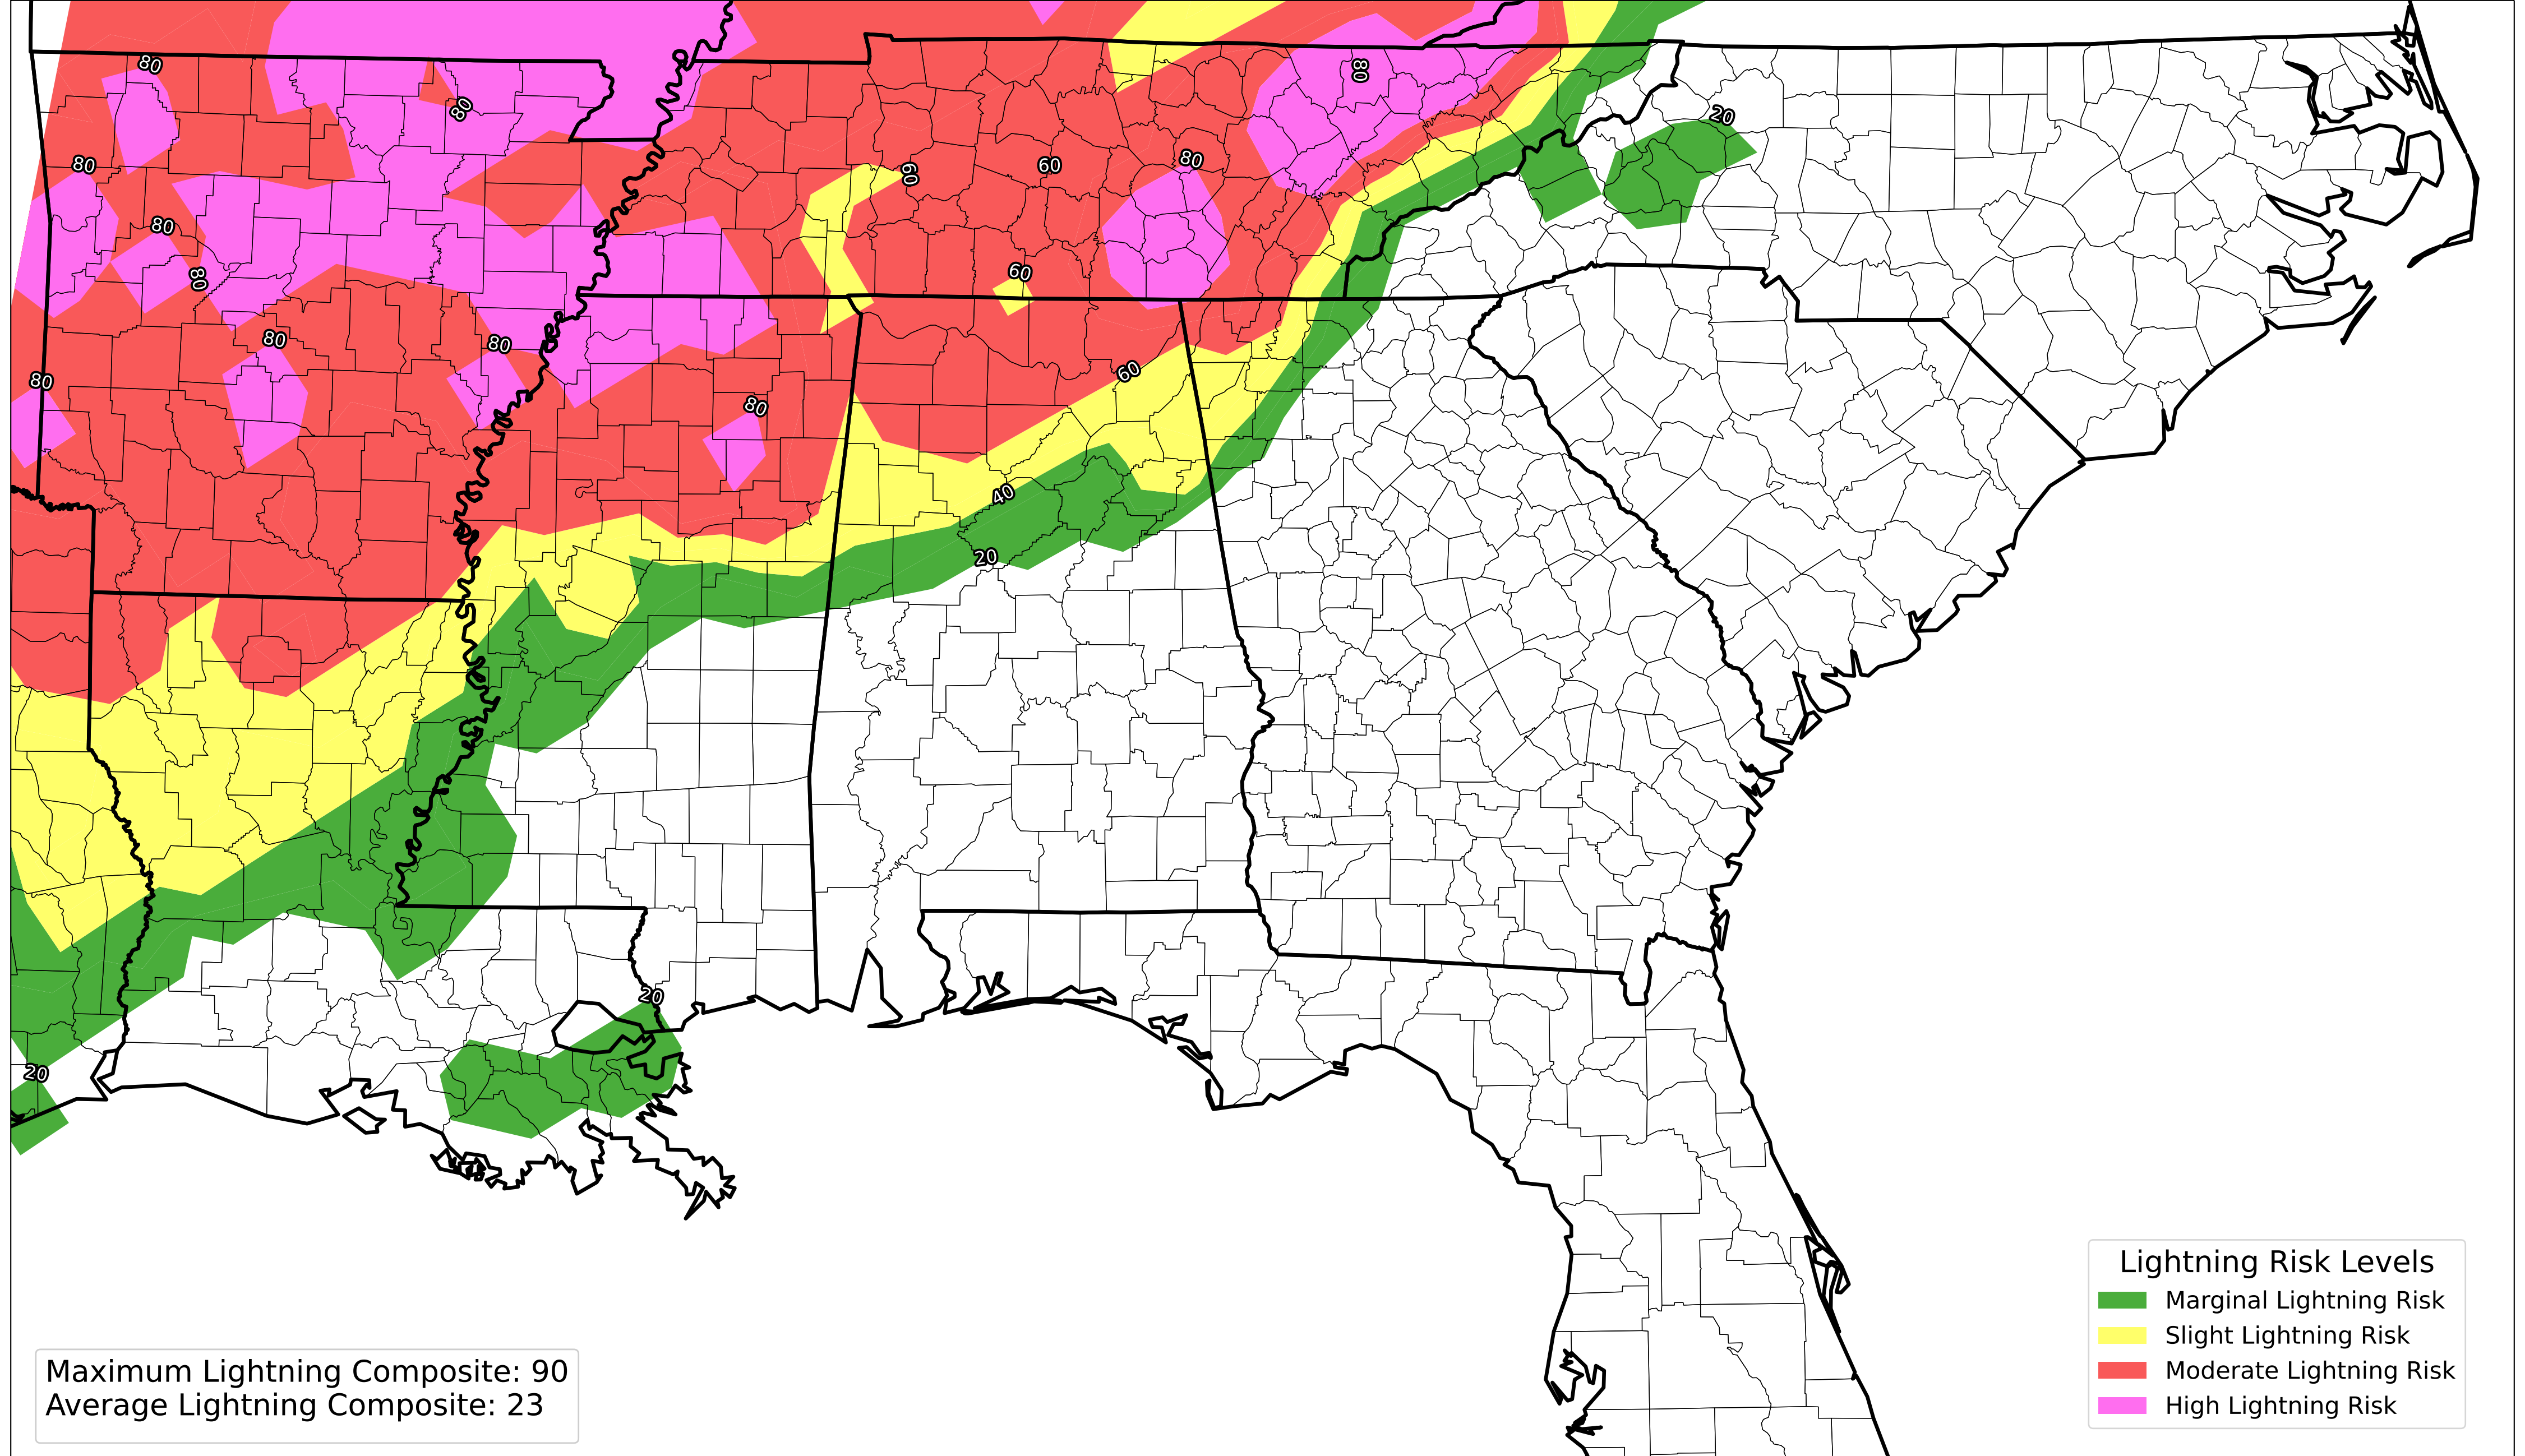 80
80
80
20
80
60
60
80
80
80
60
80
80
60
80
80
40
20
20
20
Lightning Risk Levels
Marginal Lightning Risk
Slight Lightning Risk
Moderate Lightning Risk
High Lightning Risk
Maximum Lightning Composite: 90
Average Lightning Composite: 23